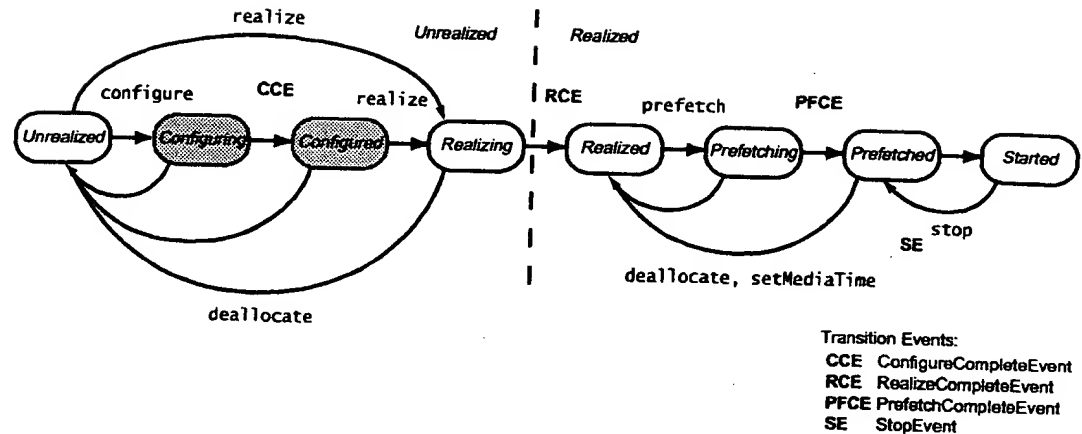 realize
Unrealized
Realized
configure
CCE
realize
RCE
prefetch
PFCE
Unrealized
Configuring
Configured
Realizing
Realized
Prefetching
Prefetched
Started
stop
SE
deallocate, setMediaTime
deallocate
Transition Events:
CCE ConfigureCompleteEvent
RCE RealizeCompleteEvent
PFCE PrefetchCompleteEvent
SE StopEvent